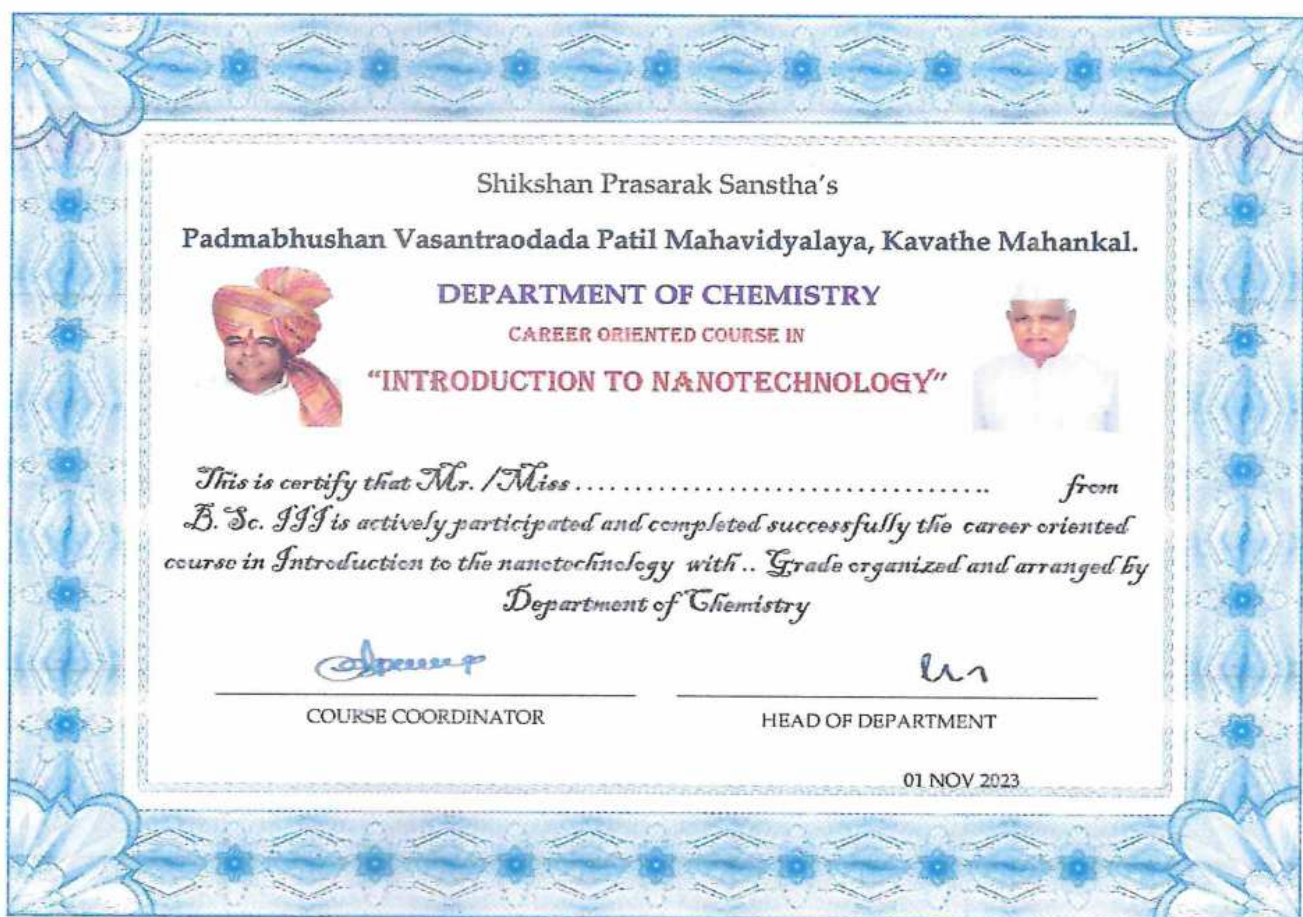 Shikshan Prasarak Sanstha's
Padmabhushan Vasantraodada Patil Mahavidyalaya, Kavathe Mahankal.
DEPARTMENT OF CHEMISTRY
CAREER ORIENTED COURSE IN
"INTRODUCTION TO NANOTECHNOLOGY"
This is certify that Mr. /Miss....................................... from
B. Sc. III is actively participated and completed successfully the career oriented
course in Introduction to the nanotechnology with .. Grade organized and arranged by
Department of Chemistry
COURSE COORDINATOR
HEAD OF DEPARTMENT
01 NOV 2023